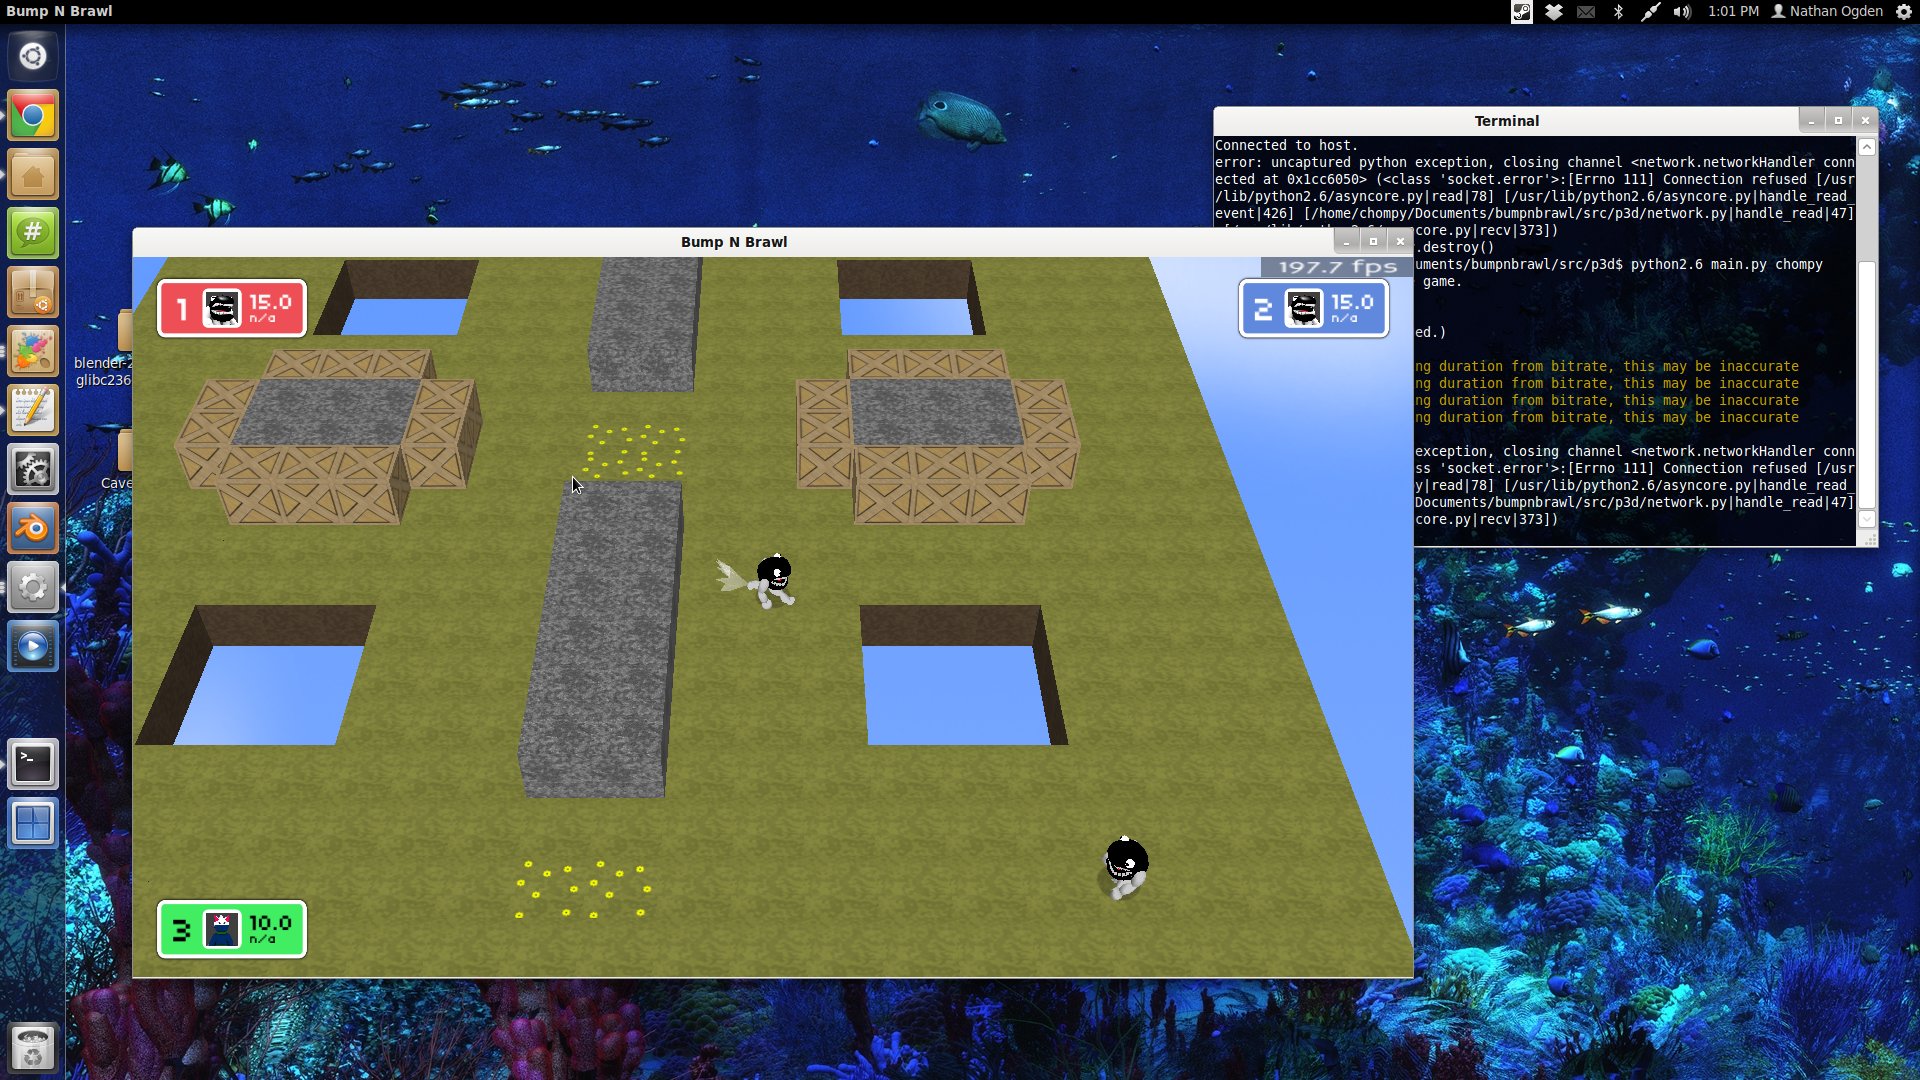 Bump N Brawl
1:01 PM
Nathan Ogden
Terminal
Connected to host.
error: uncaptured python exception, closing channel <network.networkHandler conn
ected at 0x1cc6050> (<class 'socket.error'>:[Errno 111] Connection refused [/usr
/lib/python2.6/asyncore.py|read|78] [/usr/lib/python2.6/asyncore.py|handle_read_
event|426] [/home/chompy/Documents/bumpnbrawl/src/p3d/network.py|handle_read|47]
core.py|recv|373])
.destroy()
uments/bumpnbrawl/src/p3d$ python2.6 main.py chompy
game.
ed.)
ng duration from bitrate, this may be inaccurate
ng duration from bitrate, this may be inaccurate
ng duration from bitrate, this may be inaccurate
ng duration from bitrate, this may be inaccurate
exception, closing channel <network.networkHandler conn
ss 'socket.error'>:[Errno 111] Connection refused [/usr
y|read|78] [/usr/lib/python2.6/asyncore.py|handle_read_
Documents/bumpnbrawl/src/p3d/network.py|handle_read|47]
core.py|recv|373])
Bump N Brawl
197.7 fps
1 15.0
n/a
2 15.0
n/a
3 10.0
n/a
blender-2
glibc236
Cave
#
>_